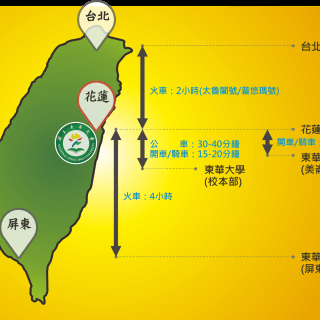 台北
台北
火車：2小時(太魯閣號/普悠瑪號)
花蓮
花蓮
公　　車：30-40分鐘
開車/騎車：15-20分鐘
開車/騎車：
東華大學
(校本部)
東華
(美崙
火車：4小時
屏東
東華
(屏東